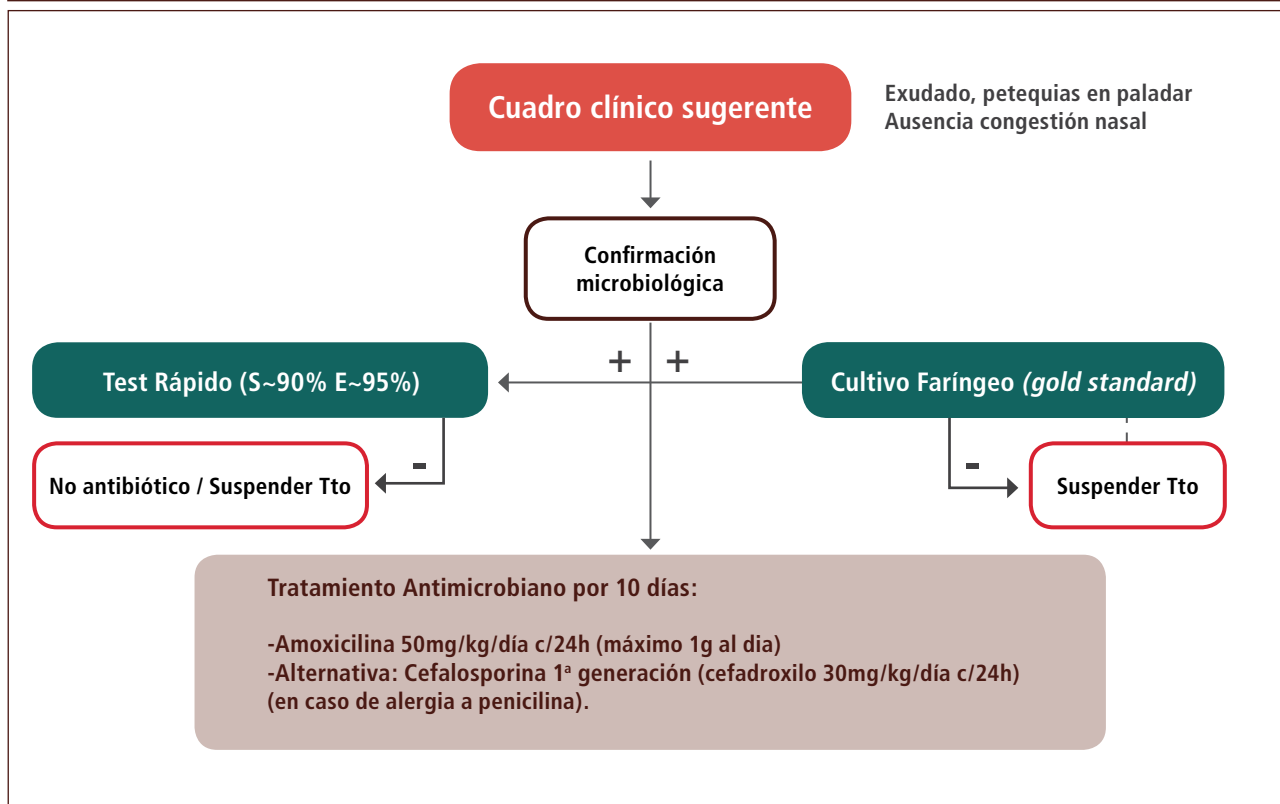 Cuadro clínico sugerente
Exudado, petequias en paladar
Ausencia congestión nasal
Confirmación
microbiológica
+ +
Test Rápido (S~90% E~95%)
Cultivo Faríngeo (gold standard)
-
-
No antibiótico / Suspender Tto
Suspender Tto
Tratamiento Antimicrobiano por 10 días:
-Amoxicilina 50mg/kg/día c/24h (máximo 1g al dia)
-Alternativa: Cefalosporina 1ª generación (cefadroxilo 30mg/kg/día c/24h)
(en caso de alergia a penicilina).